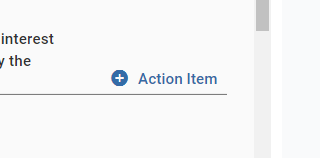 interest
y the
Action Item